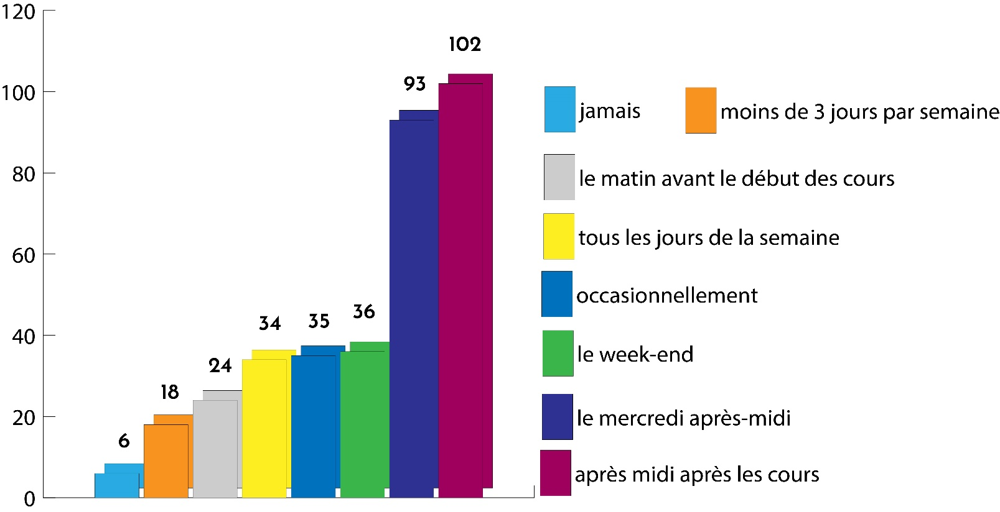 120
100
80
60
40
20
0
6
18
24
34
35
36
93
102
jamais
moins de 3 jours par semaine
le matin avant le début des cours
tous les jours de la semaine
occasionnellement
le week-end
le mercredi après-midi
après midi après les cours